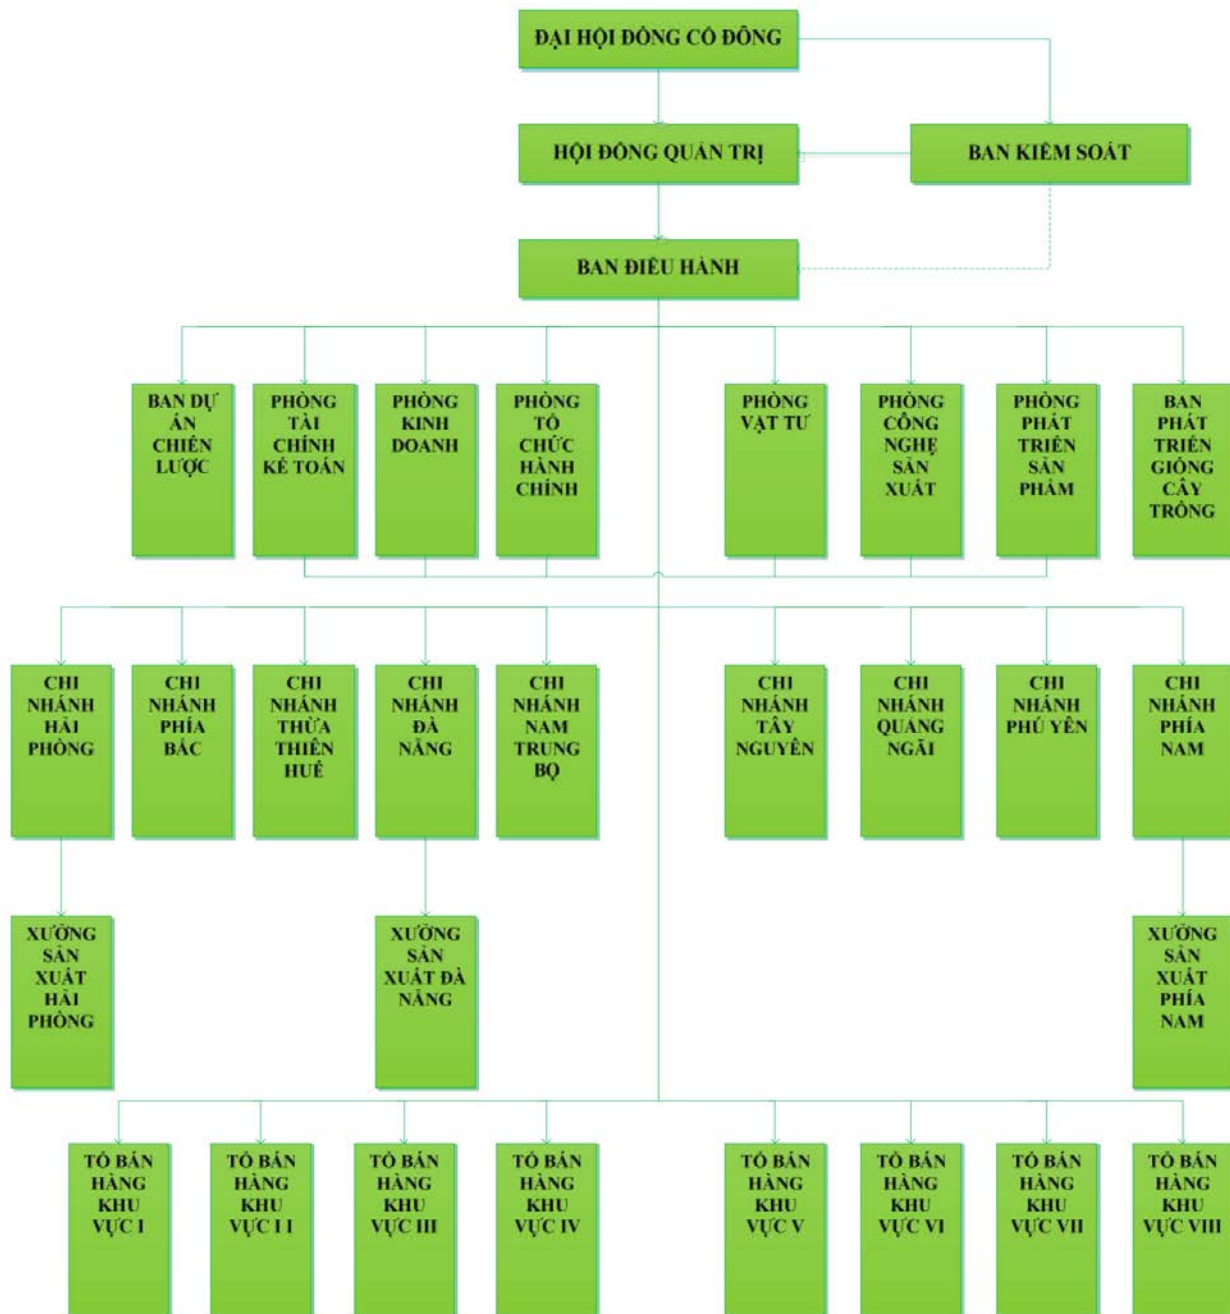 ĐẠI HỘI ĐỒNG CỔ ĐÔNG
HỘI ĐỒNG QUẢN TRỊ
BAN KIỂM SOÁT
BAN ĐIỀU HÀNH
BAN DỰ
ÁN
CHIẾN
LƯỢC
PHÒNG
TÀI
CHÍNH
KẾ TOÁN
PHÒNG
KINH
DOANH
PHÒNG
TỔ
CHỨC
HÀNH
CHÍNH
PHÒNG
VẬT TƯ
PHÒNG
CÔNG
NGHỆ
SẢN
XUẤT
PHÒNG
PHÁT
TRIỂN
SẢN
PHẨM
BAN
PHÁT
TRIỂN
GIỐNG
CÂY
TRỒNG
CHI
NHÁNH
HẢI
PHÒNG
CHI
NHÁNH
PHÍA
BẮC
CHI
NHÁNH
THỪA
THIÊN
HUẾ
CHI
NHÁNH
ĐÀ
NẴNG
CHI
NHÁNH
NAM
TRUNG
BỘ
CHI
NHÁNH
TÂY
NGUYÊN
CHI
NHÁNH
QUẢNG
NGÃI
CHI
NHÁNH
PHÚ YÊN
CHI
NHÁNH
PHÍA
NAM
XƯỞNG
SẢN
XUẤT
HẢI
PHÒNG
XƯỞNG
SẢN
XUẤT ĐÀ
NẴNG
XƯỞNG
SẢN
XUẤT
PHÍA
NAM
TỔ BÁN
HÀNG
KHU
VỰC I
TỔ BÁN
HÀNG
KHU
VỰC I I
TỔ BÁN
HÀNG
KHU
VỰC III
TỔ BÁN
HÀNG
KHU
VỰC IV
TỔ BÁN
HÀNG
KHU
VỰC V
TỔ BÁN
HÀNG
KHU
VỰC VI
TỔ BÁN
HÀNG
KHU
VỰC VII
TỔ BÁN
HÀNG
KHU
VỰC VIII